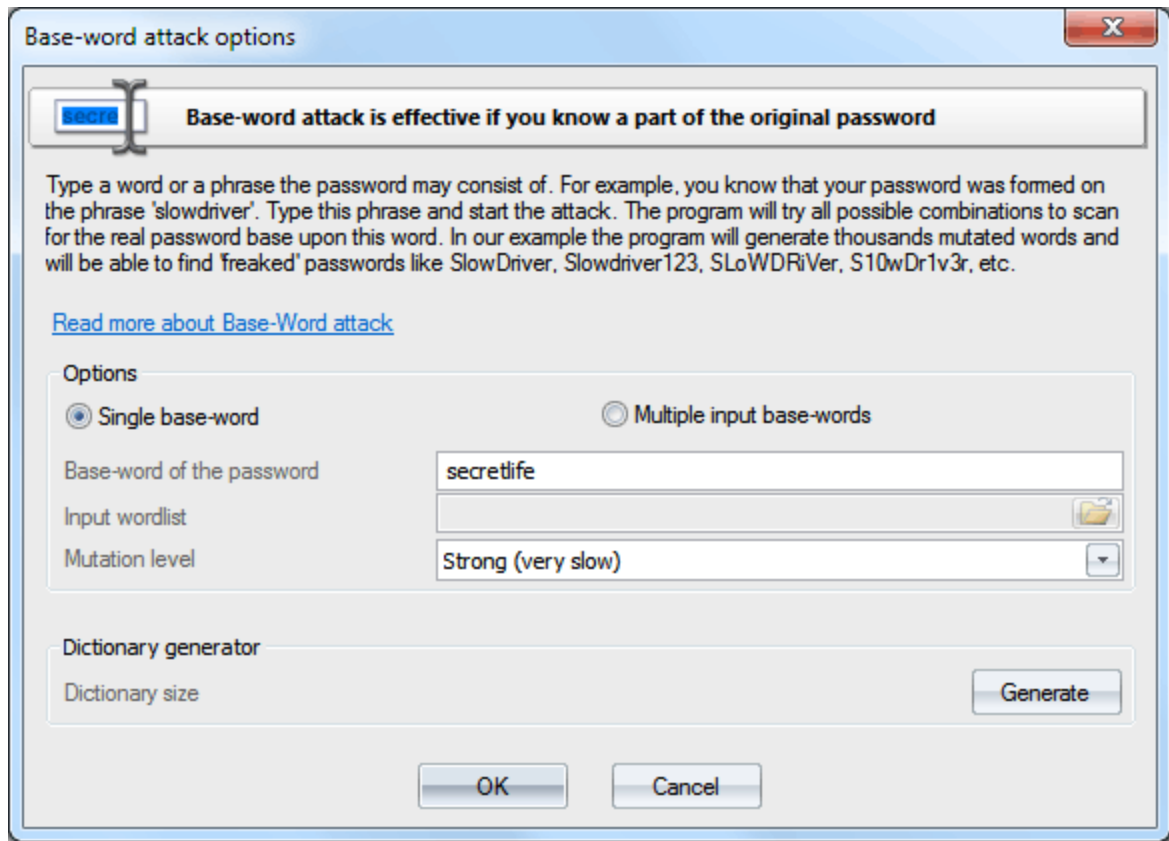 Base-word attack options
secre
Base-word attack is effective if you know a part of the original password
Type a word or a phrase the password may consist of. For example, you know that your password was formed on
the phrase 'slowdriver'. Type this phrase and start the attack. The program will try all possible combinations to scan
for the real password base upon this word. In our example the program will generate thousands mutated words and
will be able to find 'freaked' passwords like SlowDriver, Slowdriver123, SLoWDRiVer, S10wDr1v3r, etc.
Read more about Base-Word attack
Options
Single base-word
Multiple input base-words
Base-word of the password
secretlife
Input wordlist
Mutation level
Strong (very slow)
Dictionary generator
Dictionary size
Generate
OK
Cancel